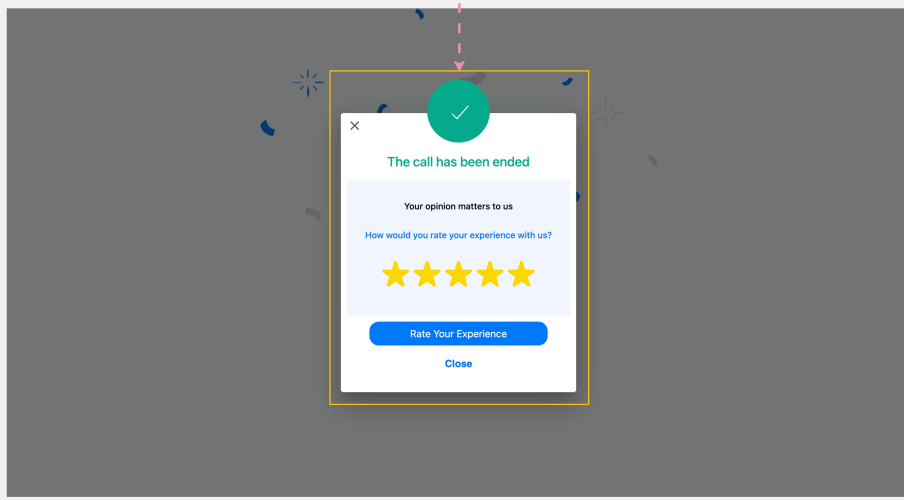 The call has been ended
Your opinion matters to us
How would you rate your experience with us?
Rate Your Experience
Close